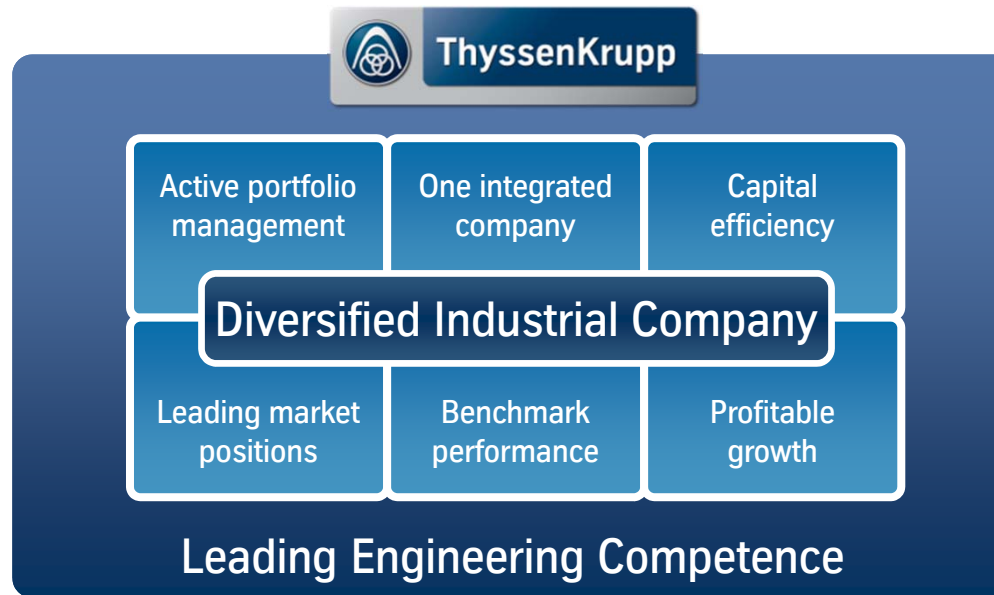 ThyssenKrupp
Active portfolio
management
One integrated
company
Capital
efficiency
Diversified Industrial Company
Leading market
positions
Benchmark
performance
Profitable
growth
Leading Engineering Competence